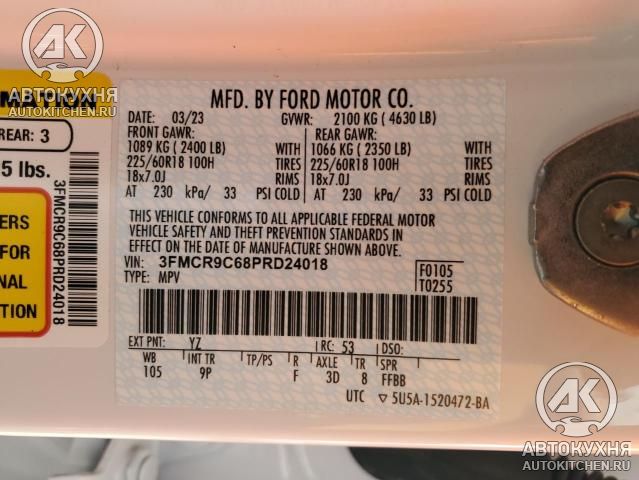 AK
АВТОКУХНЯ
AUTOKITCHEN.RU
MATION
REAR: 3
5 lbs.
ERS
FOR
NAL
TION
3FMCR9C68PRD24018
MFD. BY FORD MOTOR CO.
DATE: 03/23 GVWR: 2100 KG ( 4630 LB)
FRONT GAWR: REAR GAWR:
1089 KG ( 2400 LB) WITH 1066 KG ( 2350 LB) WITH
225/60R18 100H TIRES 225/60R18 100H TIRES
18x7.0J RIMS 18x7.0J RIMS
AT 230 kPa/ 33 PSI COLD AT 230 kPa/ 33 PSI COLD
THIS VEHICLE CONFORMS TO ALL APPLICABLE FEDERAL MOTOR
VEHICLE SAFETY AND THEFT PREVENTION STANDARDS IN
EFFECT ON THE DATE OF MANUFACTURE SHOWN ABOVE.
VIN: 3FMCR9C68PRD24018 F0105
TYPE: MPV T0255
EXT PNT: YZ RC: 53 DSO:
WB INT TR TP/PS R AXLE TR SPR
105 9P F 3D 8 FFBB
UTC ▽ 5U5A-1520472-BA
AK
АВТОКУХНЯ
AUTOKITCHEN.RU